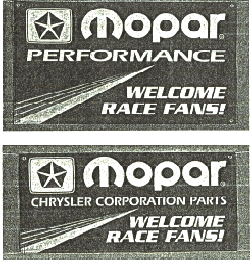 Mopar
PERFORMANCE
WELCOME
RACE FANS!
Mopar
CHRYSLER CORPORATION PARTS
WELCOME
RACE FANS!